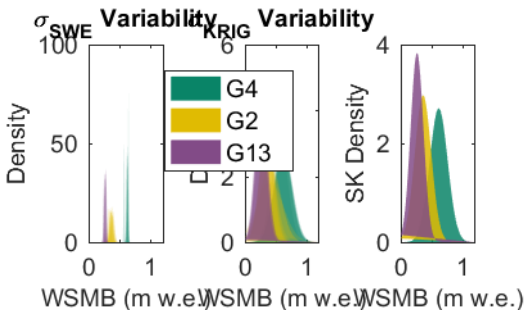 σSWE Variability
σKRIG Variability
100
50
0
Density
0 1
WSMB (m w.e.)
6
2
0
D
0 1
WSMB (m w.e.)
G4
G2
G13
4
2
0
SK Density
0 1
WSMB (m w.e.)